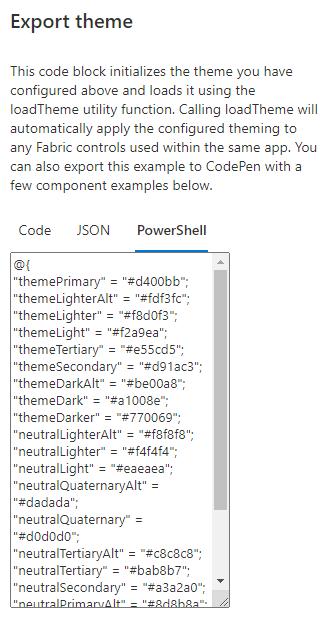 Export theme
This code block initializes the theme you have
configured above and loads it using the
loadTheme utility function. Calling loadTheme will
automatically apply the configured theming to
any Fabric controls used within the same app. You
can also export this example to CodePen with a
few component examples below.
Code JSON PowerShell
@{
"themePrimary" = "#d400bb";
"themeLighterAlt" = "#fdf3fc";
"themeLighter" = "#f8d0f3";
"themeLight" = "#f2a9ea";
"themeTertiary" = "#e55cd5";
"themeSecondary" = "#d91ac3";
"themeDarkAlt" = "#be00a8";
"themeDark" = "#a1008e";
"themeDarker" = "#770069";
"neutralLighterAlt" = "#f8f8f8";
"neutralLighter" = "#f4f4f4";
"neutralLight" = "#eaeaea";
"neutralQuaternaryAlt" =
"#dadada";
"neutralQuaternary" =
"#d0d0d0";
"neutralTertiaryAlt" = "#c8c8c8";
"neutralTertiary" = "#bab8b7";
"neutralSecondary" = "#a3a2a0";
"neutralPrimaryAlt" = "#8d8b8a";